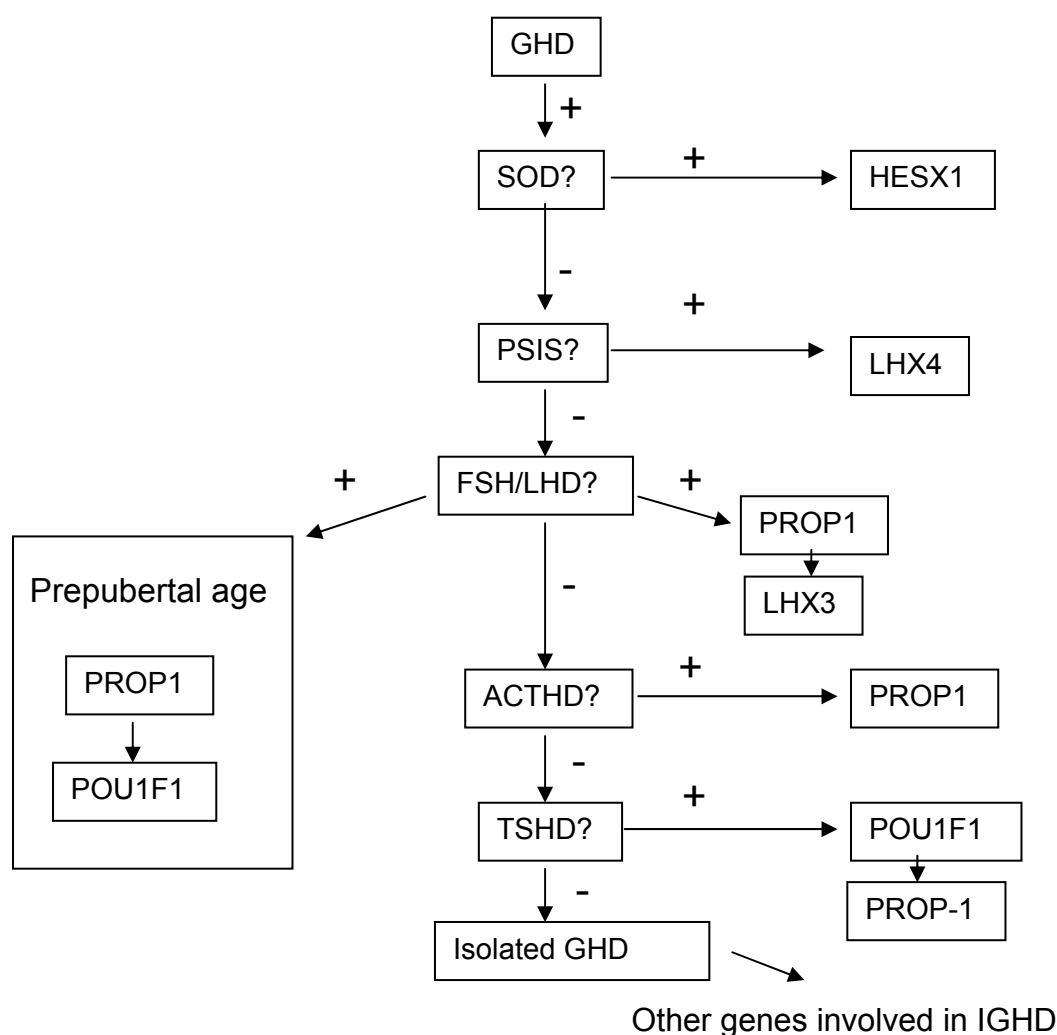 GHD
+
SOD?
+
HESX1
-
PSIS?
+
LHX4
-
+
FSH/LHD?
+
PROP1
LHX3
Prepubertal age
PROP1
POU1F1
-
ACTHD?
+
PROP1
-
TSHD?
+
POU1F1
PROP-1
-
Isolated GHD
Other genes involved in IGHD